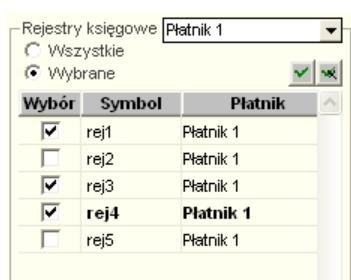 Rejestry księgowe Płatnik 1
Wszystkie
Wybrane
Wybór Symbol Płatnik
rej1 Płatnik 1
rej2 Płatnik 1
rej3 Płatnik 1
rej4 Płatnik 1
rej5 Płatnik 1